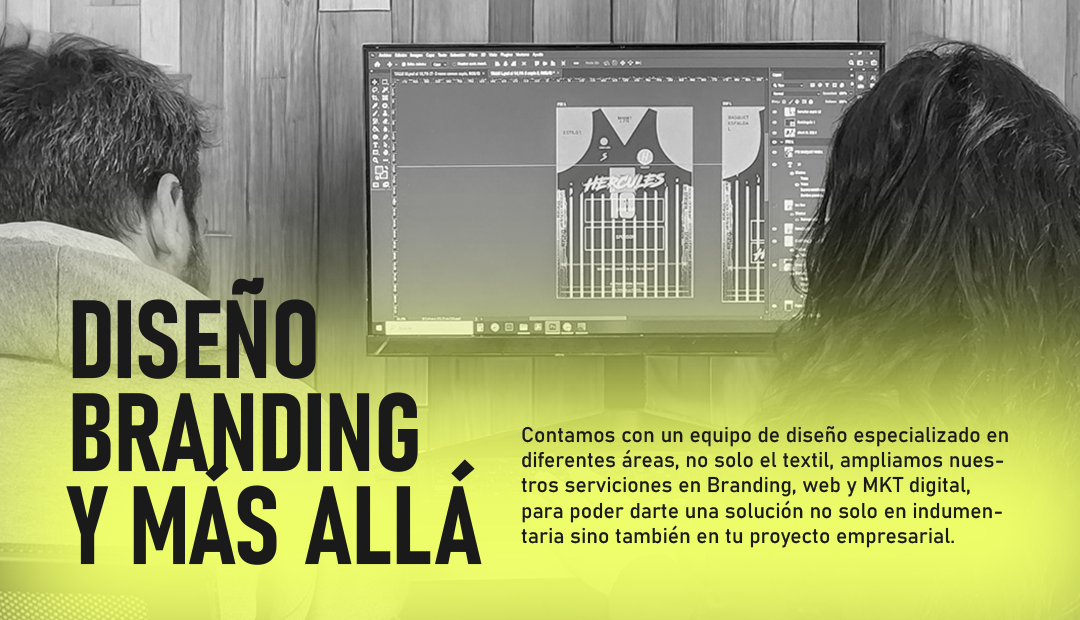 HERCULES
10
DISEÑO
BRANDING
Y MÁS ALLÁ
Contamos con un equipo de diseño especializado en
diferentes áreas, no solo el textil, ampliamos nues-
tros serviciones en Branding, web y MKT digital,
para poder darte una solución no solo en indumen-
taria sino también en tu proyecto empresarial.